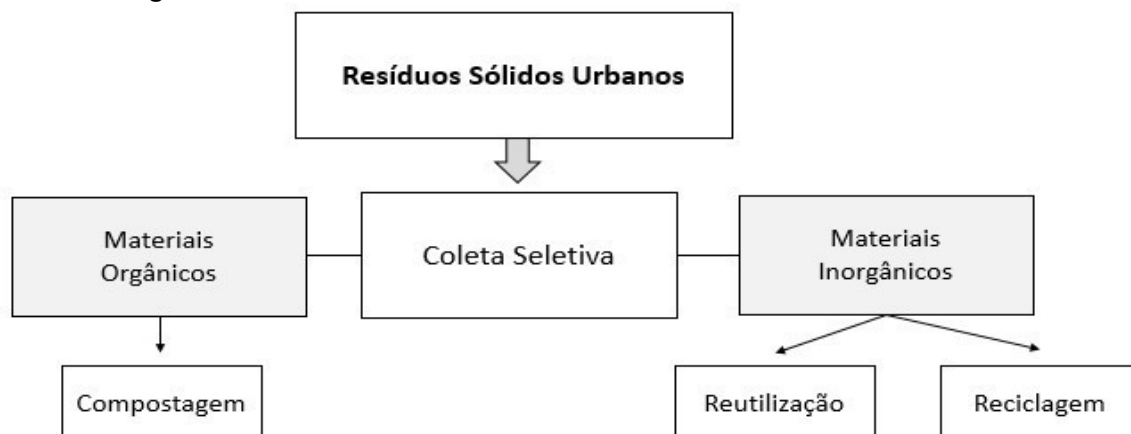 Resíduos Sólidos Urbanos
Materiais
Orgânicos
Coleta Seletiva
Materiais
Inorgânicos
Compostagem
Reutilização
Reciclagem